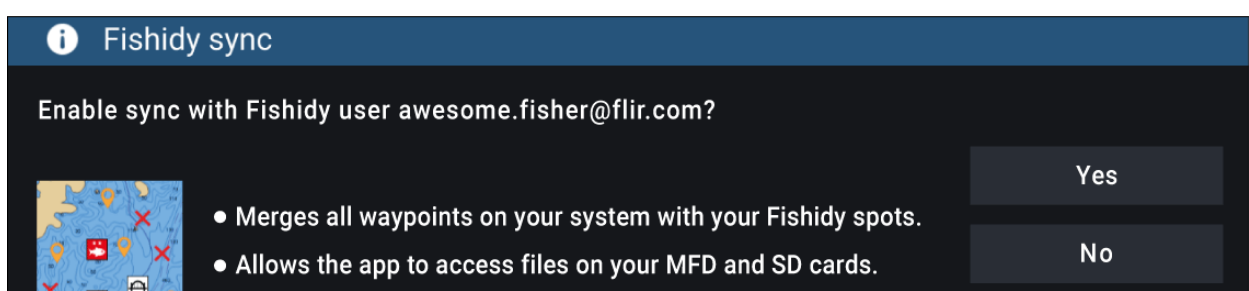 Fishidy sync
Enable sync with Fishidy user awesome.fisher@flir.com?
Yes
• Merges all waypoints on your system with your Fishidy spots.
No
• Allows the app to access files on your MFD and SD cards.